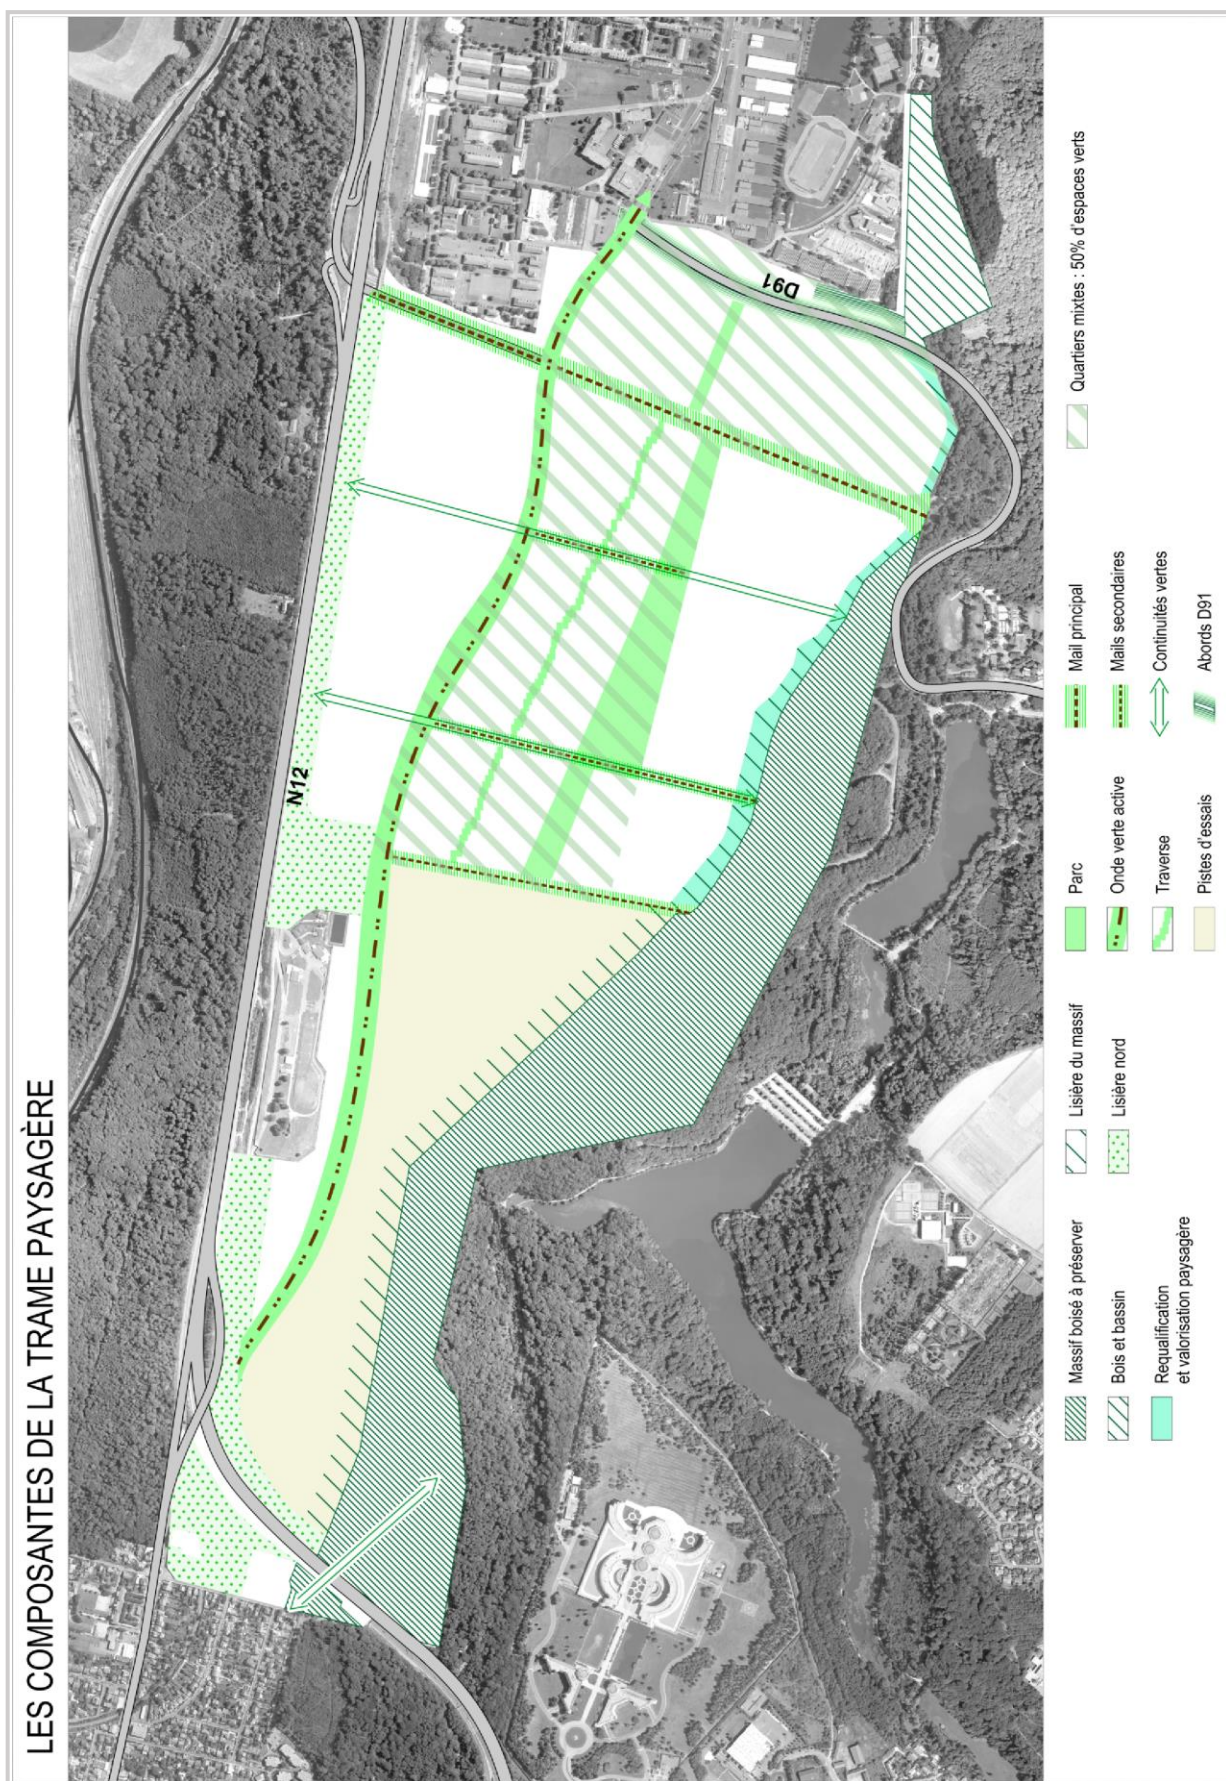 LES COMPOSANTES DE LA TRAME PAYSAGÈRE
N12
D91
Massif boisé à préserver
Bois et bassin
Requalification
et valorisation paysagère
Lisière du massif
Lisière nord
Parc
Onde verte active
Traverse
Pistes d'essais
Mail principal
Mails secondaires
Continuités vertes
Abords D91
Quartiers mixtes : 50% d'espaces verts